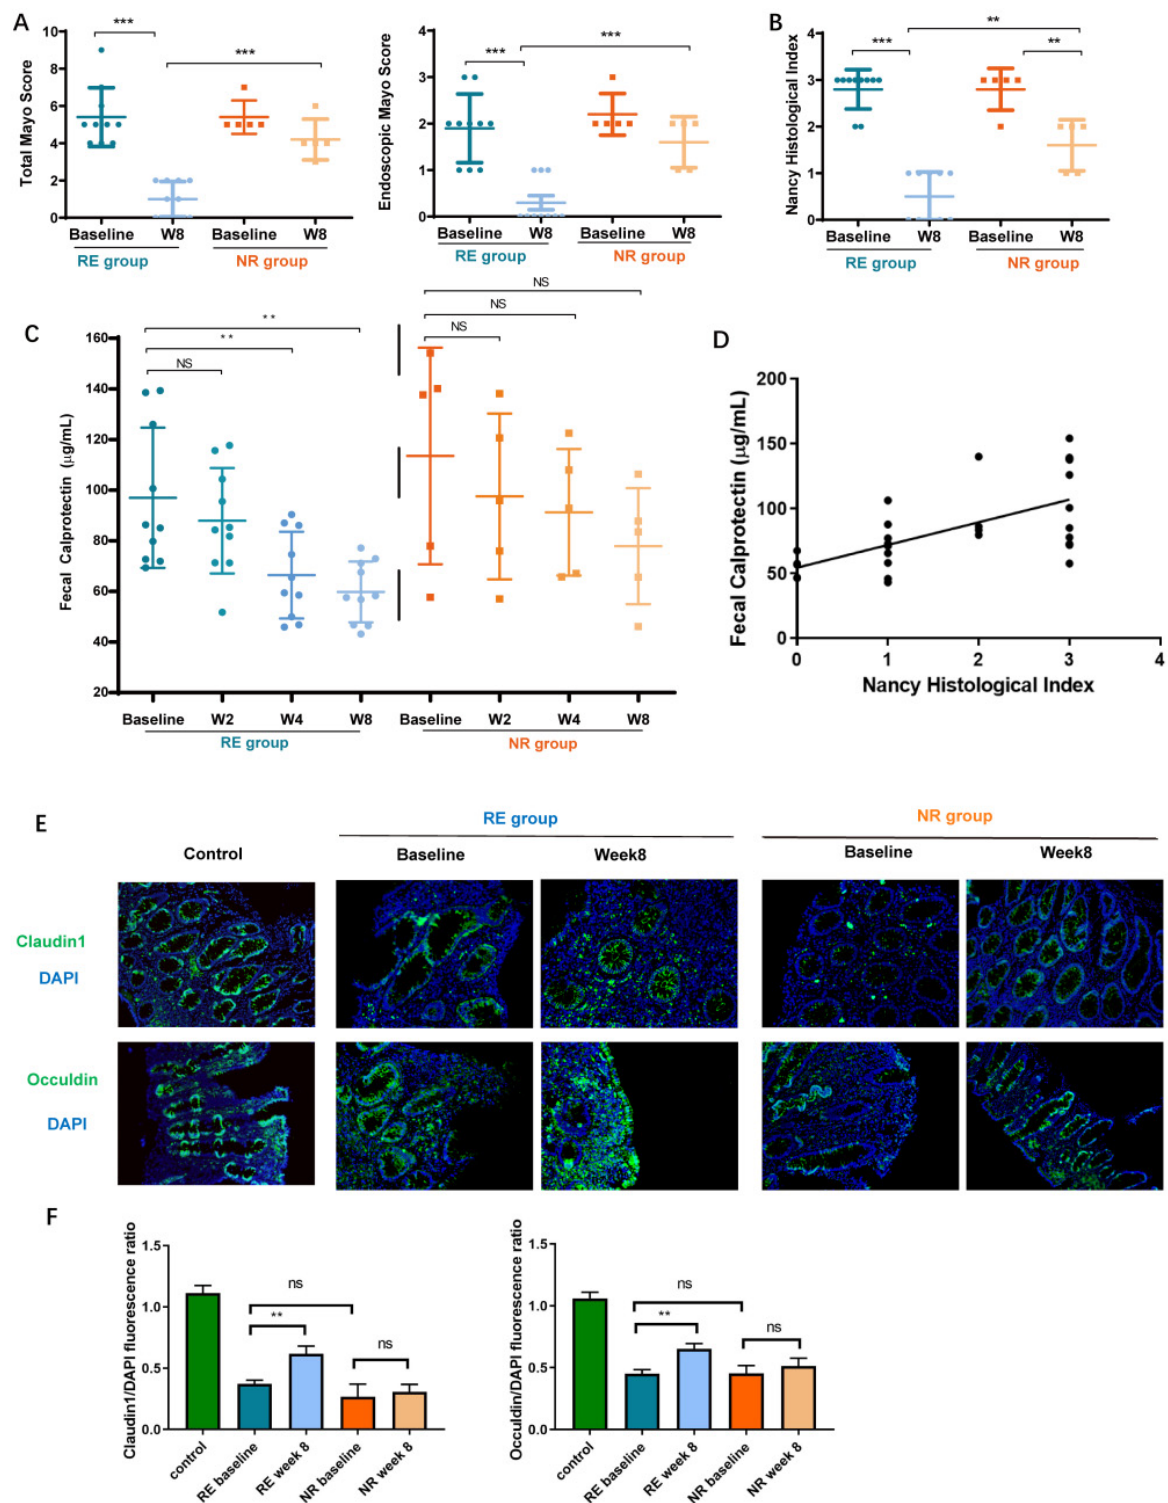 A
Total Mayo Score
10
8
6
4
2
0
***
***
Baseline W8 Baseline W8
RE group NR group
Endoscopic Mayo Score
4
3
2
1
0
***
***
Baseline W8 Baseline W8
RE group NR group
B
Nancy Histological Index
4
3
2
1
0
**
***
**
Baseline W8 Baseline W8
RE group NR group
C
Fecal Calprotectin (μg/mL)
160
140
120
100
80
60
40
20
**
**
NS
NS
NS
NS
Baseline W2 W4 W8 Baseline W2 W4 W8
RE group NR group
D
Fecal Calprotectin (μg/mL)
200
150
100
50
0
0 1 2 3 4
Nancy Histological Index
E
RE group NR group
Control Baseline Week8 Baseline Week8
Claudin1
DAPI
Occuldin
DAPI
F
Claudin1/DAPI fluorescence ratio
1.5
1.0
0.5
0.0
ns
**
ns
control RE baseline RE week 8 NR baseline NR week 8
Occuldin/DAPI fluorescence ratio
1.5
1.0
0.5
0.0
ns
**
ns
control RE baseline RE week 8 NR baseline NR week 8